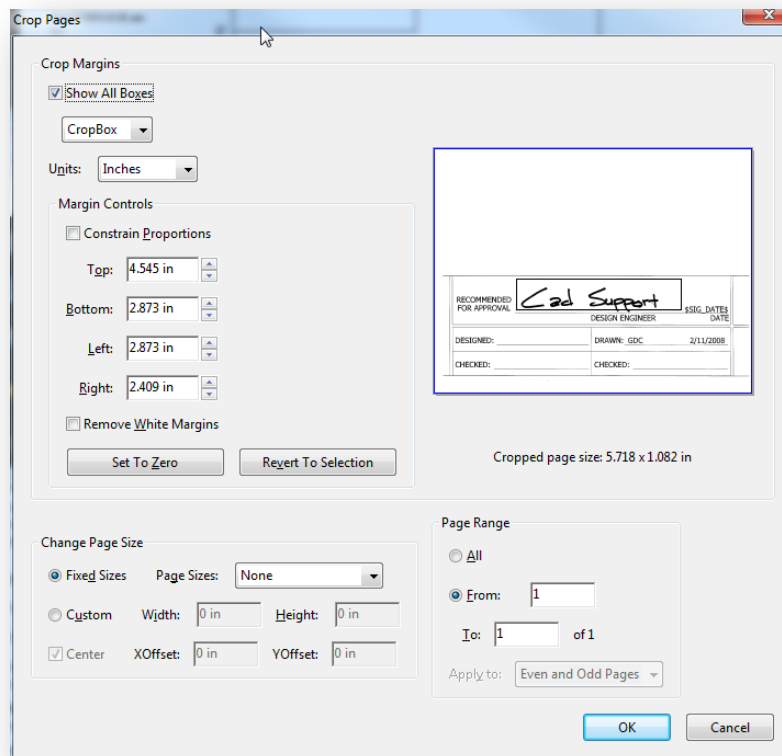 Crop Pages
Crop Margins
Show All Boxes
CropBox
Units: Inches
Margin Controls
Constrain Proportions
Top: 4.545 in
Bottom: 2.873 in
Left: 2.873 in
Right: 2.409 in
Remove White Margins
Set To Zero
Revert To Selection
RECOMMENDED
FOR APPROVAL
Cad Support
$SIG_DATE$
DESIGN ENGINEER
DATE
DESIGNED:
DRAWN: GDC
2/11/2008
CHECKED:
CHECKED:
Cropped page size: 5.718 x 1.082 in
Change Page Size
Fixed Sizes
Page Sizes: None
Custom
Width: 0 in
Height: 0 in
Center
XOffset: 0 in
YOffset: 0 in
Page Range
All
From: 1
To: 1 of 1
Apply to: Even and Odd Pages
OK
Cancel